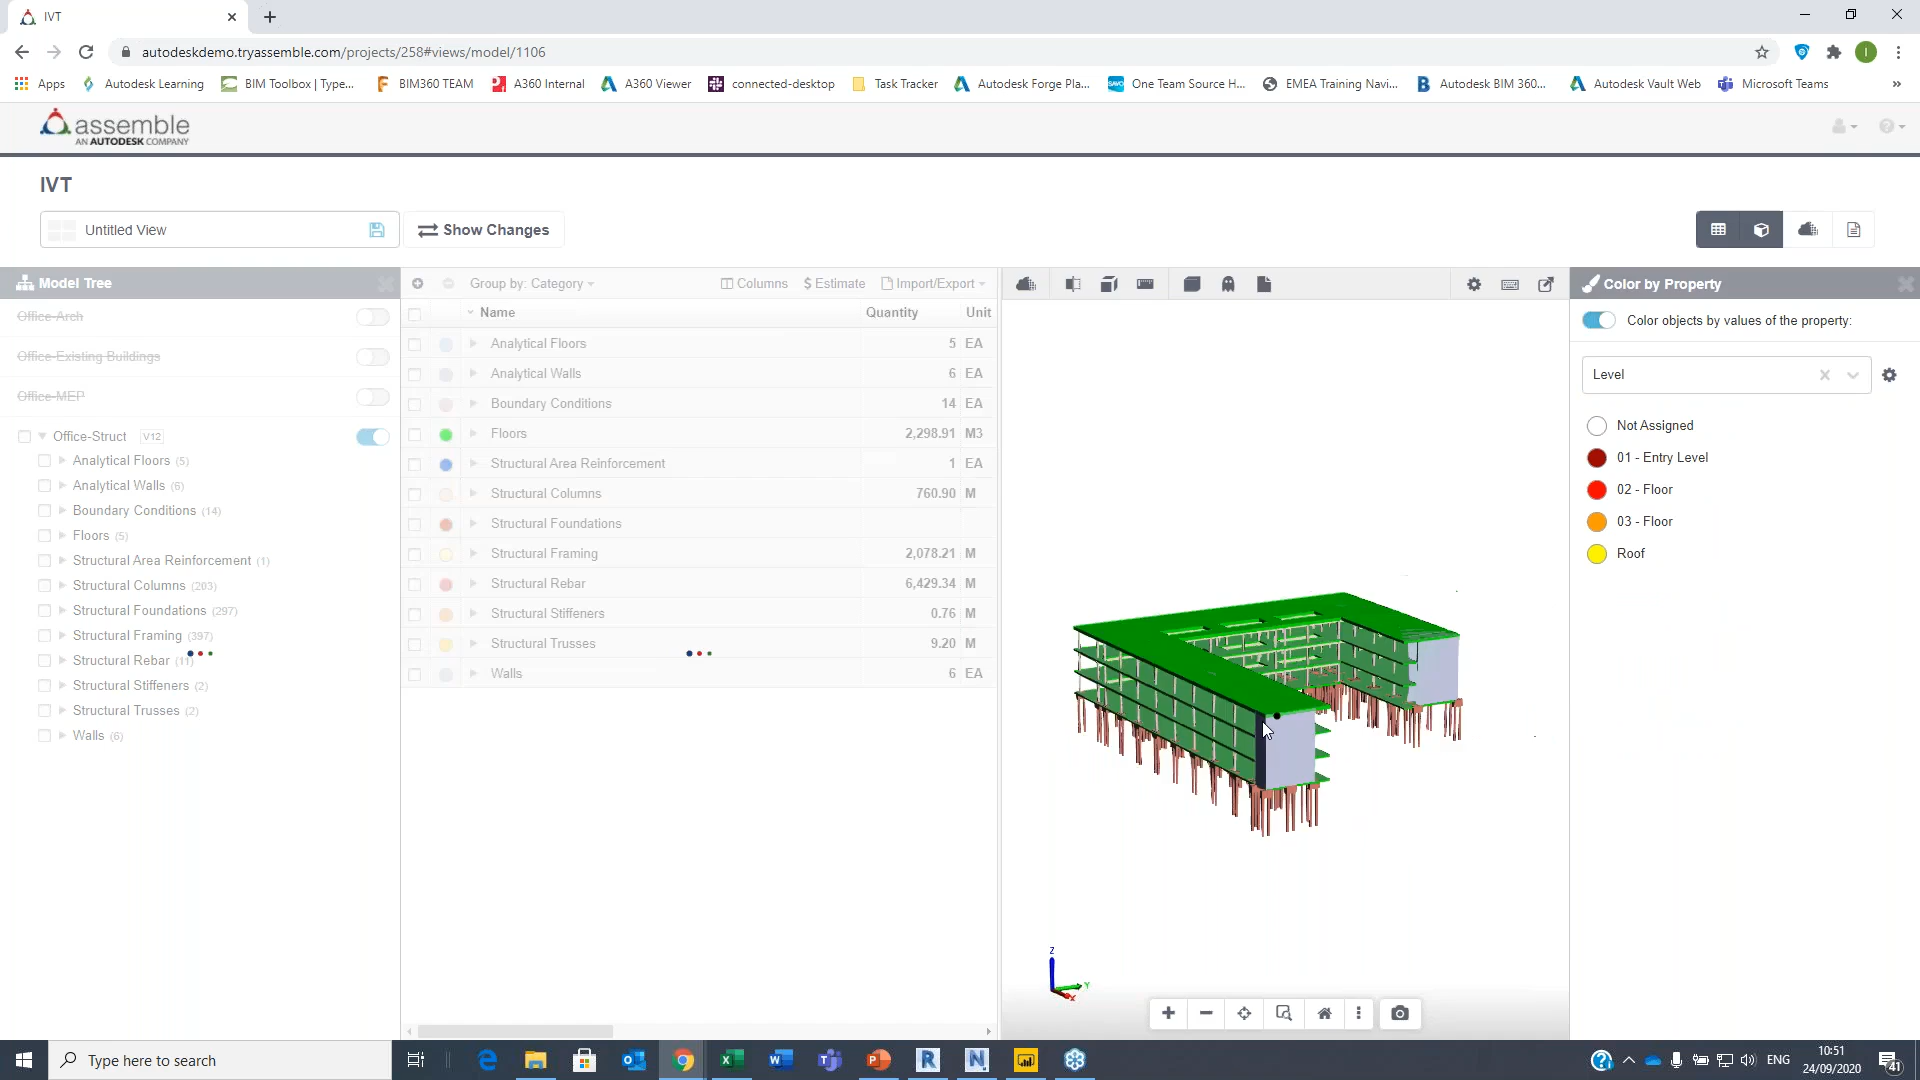 IVT
autodeskdemo.tryassemble.com/projects/258#views/model/1106
Apps
Autodesk Learning
BIM Toolbox | Type...
BIM360 TEAM
A360 Internal
A360 Viewer
connected-desktop
Task Tracker
Autodesk Forge Pla...
One Team Source H...
EMEA Training Navi...
Autodesk BIM 360...
Autodesk Vault Web
Microsoft Teams
assemble
AN AUTODESK COMPANY
IVT
Untitled View
Show Changes
Model Tree
Office-Arch
Office-Existing Buildings
Office-MEP
Office-Struct V12
Analytical Floors (5)
Analytical Walls (6)
Boundary Conditions (14)
Floors (5)
Structural Area Reinforcement (1)
Structural Columns (203)
Structural Foundations (297)
Structural Framing (397)
Structural Rebar (11)
Structural Stiffeners (2)
Structural Trusses (2)
Walls (6)
Group by: Category
Columns
$ Estimate
Import/Export
Name Quantity Unit
Analytical Floors 5 EA
Analytical Walls 6 EA
Boundary Conditions 14 EA
Floors 2,298.91 M3
Structural Area Reinforcement 1 EA
Structural Columns 760.90 M
Structural Foundations
Structural Framing 2,078.21 M
Structural Rebar 6,429.34 M
Structural Stiffeners 0.76 M
Structural Trusses 9.20 M
Walls 6 EA
Z
Y
X
Color by Property
Color objects by values of the property:
Level
Not Assigned
01 - Entry Level
02 - Floor
03 - Floor
Roof
Type here to search
ENG
10:51
24/09/2020
41